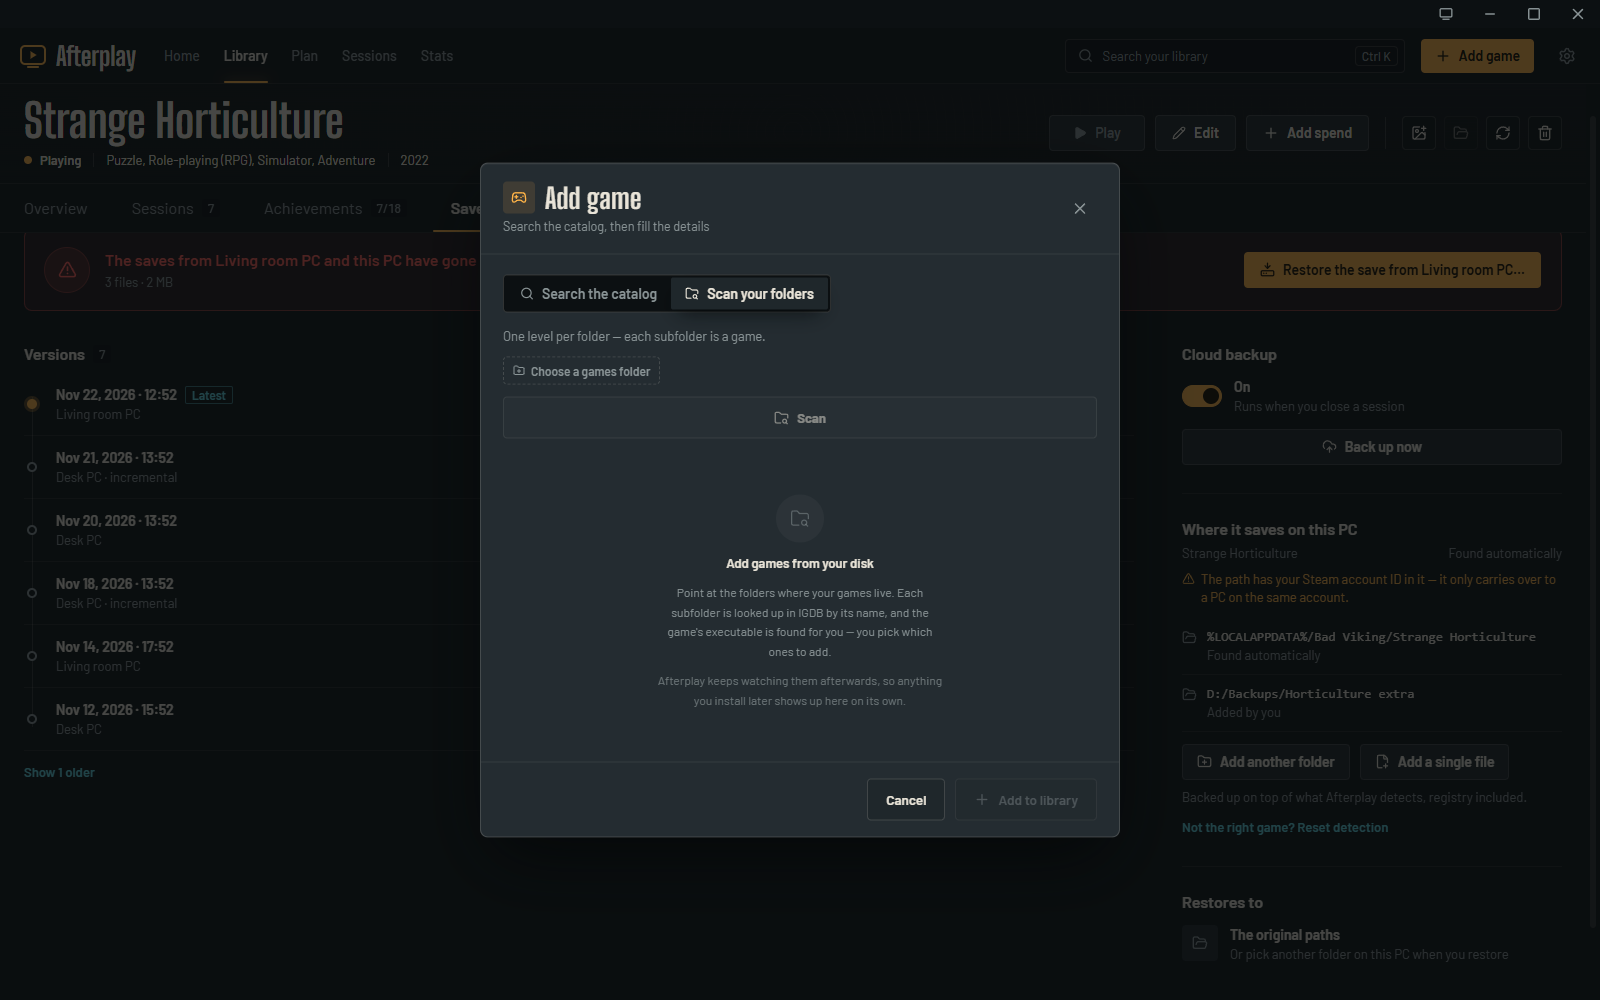 Afterplay
Home
Library
Plan
Sessions
Stats
Search your library
Ctrl K
Add game
Strange Horticulture
Playing
Puzzle, Role-playing (RPG), Simulator, Adventure
2022
Play
Edit
Add spend
Overview
Sessions 7
Achievements 7/18
Save
The saves from Living room PC and this PC have gone
3 files · 2 MB
Restore the save from Living room PC...
Versions 7
Nov 22, 2026 · 12:52 Latest
Living room PC
Nov 21, 2026 · 13:52
Desk PC · incremental
Nov 20, 2026 · 13:52
Desk PC
Nov 18, 2026 · 13:52
Desk PC · incremental
Nov 14, 2026 · 17:52
Living room PC
Nov 12, 2026 · 15:52
Desk PC
Show 1 older
Add game
Search the catalog, then fill the details
Search the catalog
Scan your folders
One level per folder — each subfolder is a game.
Choose a games folder
Scan
Add games from your disk
Point at the folders where your games live. Each
subfolder is looked up in IGDB by its name, and the
game's executable is found for you — you pick which
ones to add.
Afterplay keeps watching them afterwards, so anything
you install later shows up here on its own.
Cancel
Add to library
Cloud backup
On
Runs when you close a session
Back up now
Where it saves on this PC
Strange Horticulture
Found automatically
The path has your Steam account ID in it — it only carries over to
a PC on the same account.
%LOCALAPPDATA%/Bad Viking/Strange Horticulture
Found automatically
D:/Backups/Horticulture extra
Added by you
Add another folder
Add a single file
Backed up on top of what Afterplay detects, registry included.
Not the right game? Reset detection
Restores to
The original paths
Or pick another folder on this PC when you restore